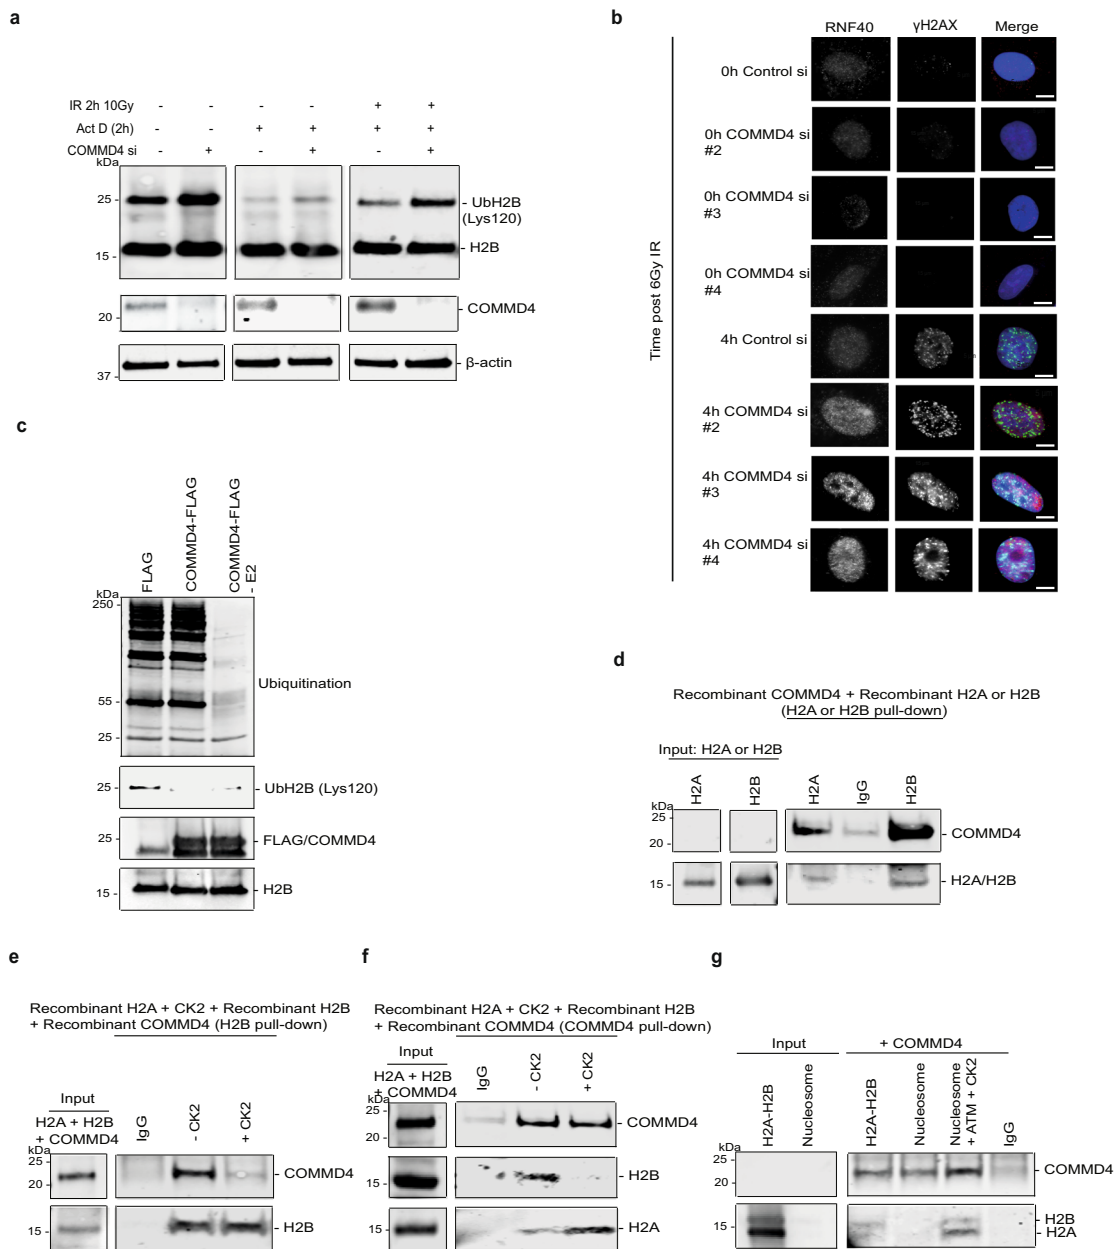 a
IR 2h 10Gy - - - - + +
Act D (2h) - - + + + +
COMMD4 si - + - + - +
kDa
25 -
- UbH2B
(Lys120)
- H2B
15 -
- COMMD4
20 -
- β-actin
37 -
b
RNF40 γH2AX Merge
Time post 6Gy IR
0h Control si
0h COMMD4 si
#2
0h COMMD4 si
#3
0h COMMD4 si
#4
4h Control si
4h COMMD4 si
#2
4h COMMD4 si
#3
4h COMMD4 si
#4
c
FLAG
COMMD4-FLAG
COMMD4-FLAG
- E2
kDa
250 -
Ubiquitination
55 -
25 -
25 - - UbH2B (Lys120)
25 - - FLAG/COMMD4
15 - - H2B
d
Recombinant COMMD4 + Recombinant H2A or H2B
(H2A or H2B pull-down)
Input: H2A or H2B
H2A H2B H2A IgG H2B
kDa
25 -
- COMMD4
20 -
15 - - H2A/H2B
e
Recombinant H2A + CK2 + Recombinant H2B
+ Recombinant COMMD4 (H2B pull-down)
Input
H2A + H2B
+ COMMD4
IgG - CK2 + CK2
kDa
25 -
- COMMD4
20 -
15 - - H2B
f
Recombinant H2A + CK2 + Recombinant H2B
+ Recombinant COMMD4 (COMMD4 pull-down)
Input
H2A + H2B
+ COMMD4
IgG - CK2 + CK2
kDa
25 -
COMMD4
20 -
15 - H2B
15 - H2A
g
Input + COMMD4
H2A-H2B
Nucleosome
H2A-H2B
Nucleosome
Nucleosome
+ ATM + CK2
IgG
kDa
25 -
- COMMD4
20 -
15 - - H2B
- H2A